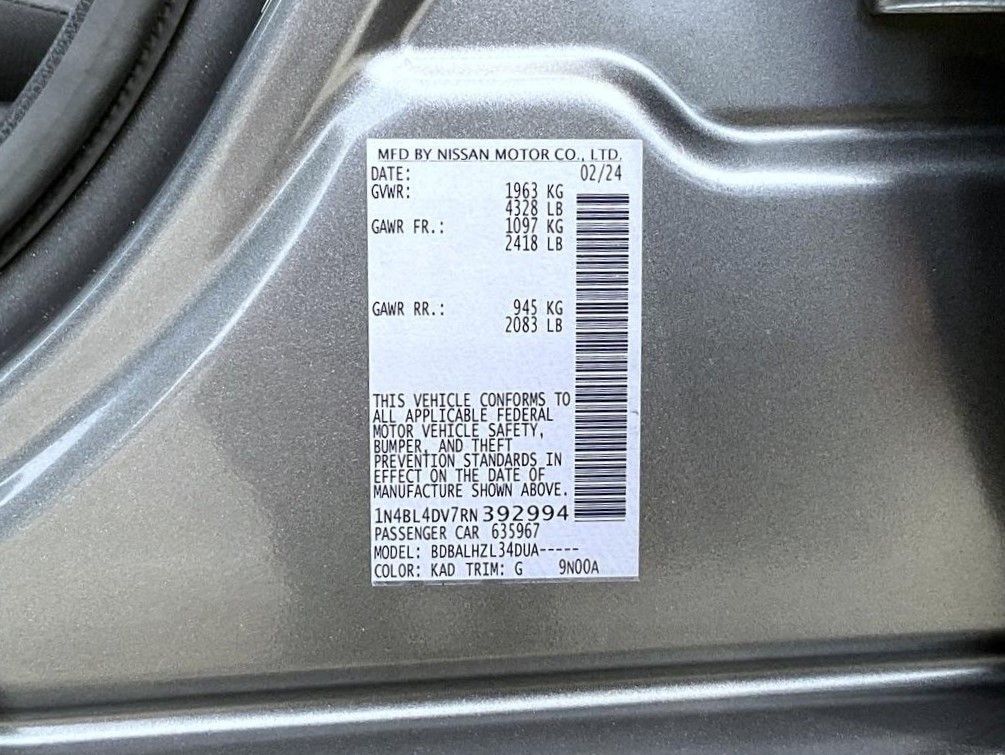 MFD BY NISSAN MOTOR CO., LTD.
DATE: 02/24
GVWR: 1963 KG
4328 LB
GAWR FR.: 1097 KG
2418 LB
GAWR RR.: 945 KG
2083 LB
THIS VEHICLE CONFORMS TO
ALL APPLICABLE FEDERAL
MOTOR VEHICLE SAFETY,
BUMPER, AND THEFT
PREVENTION STANDARDS IN
EFFECT ON THE DATE OF
MANUFACTURE SHOWN ABOVE.
1N4BL4DV7RN392994
PASSENGER CAR 635967
MODEL: BDBALHZL34DUA-----
COLOR: KAD TRIM: G 9N00A